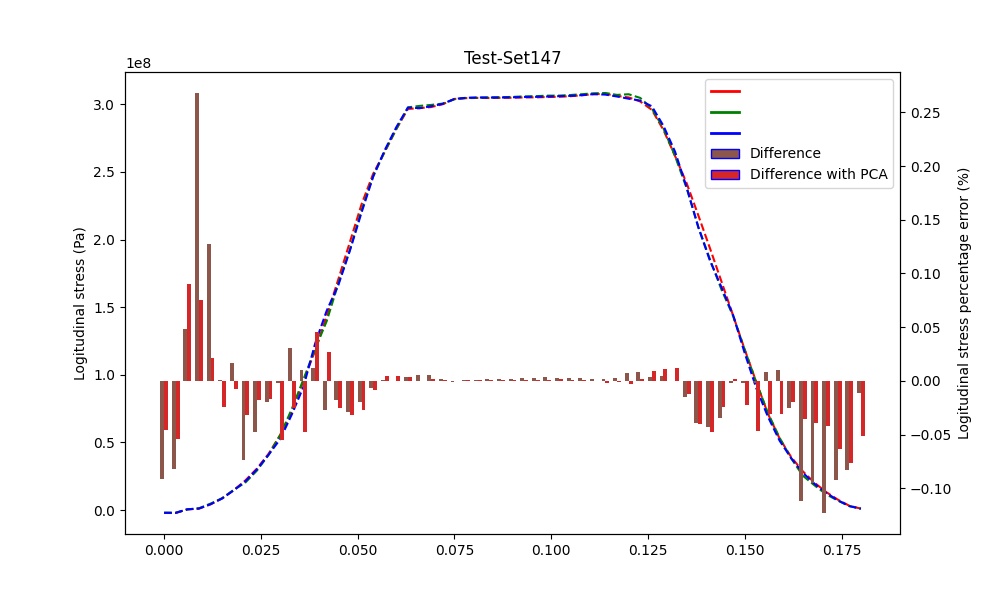 Test-Set147
1e8
3.0
2.5
2.0
1.5
1.0
0.5
0.0
Logitudinal stress (Pa)
0.25
0.20
0.15
0.10
0.05
0.00
−0.05
−0.10
Logitudinal stress percentage error (%)
Difference
Difference with PCA
0.000 0.025 0.050 0.075 0.100 0.125 0.150 0.175